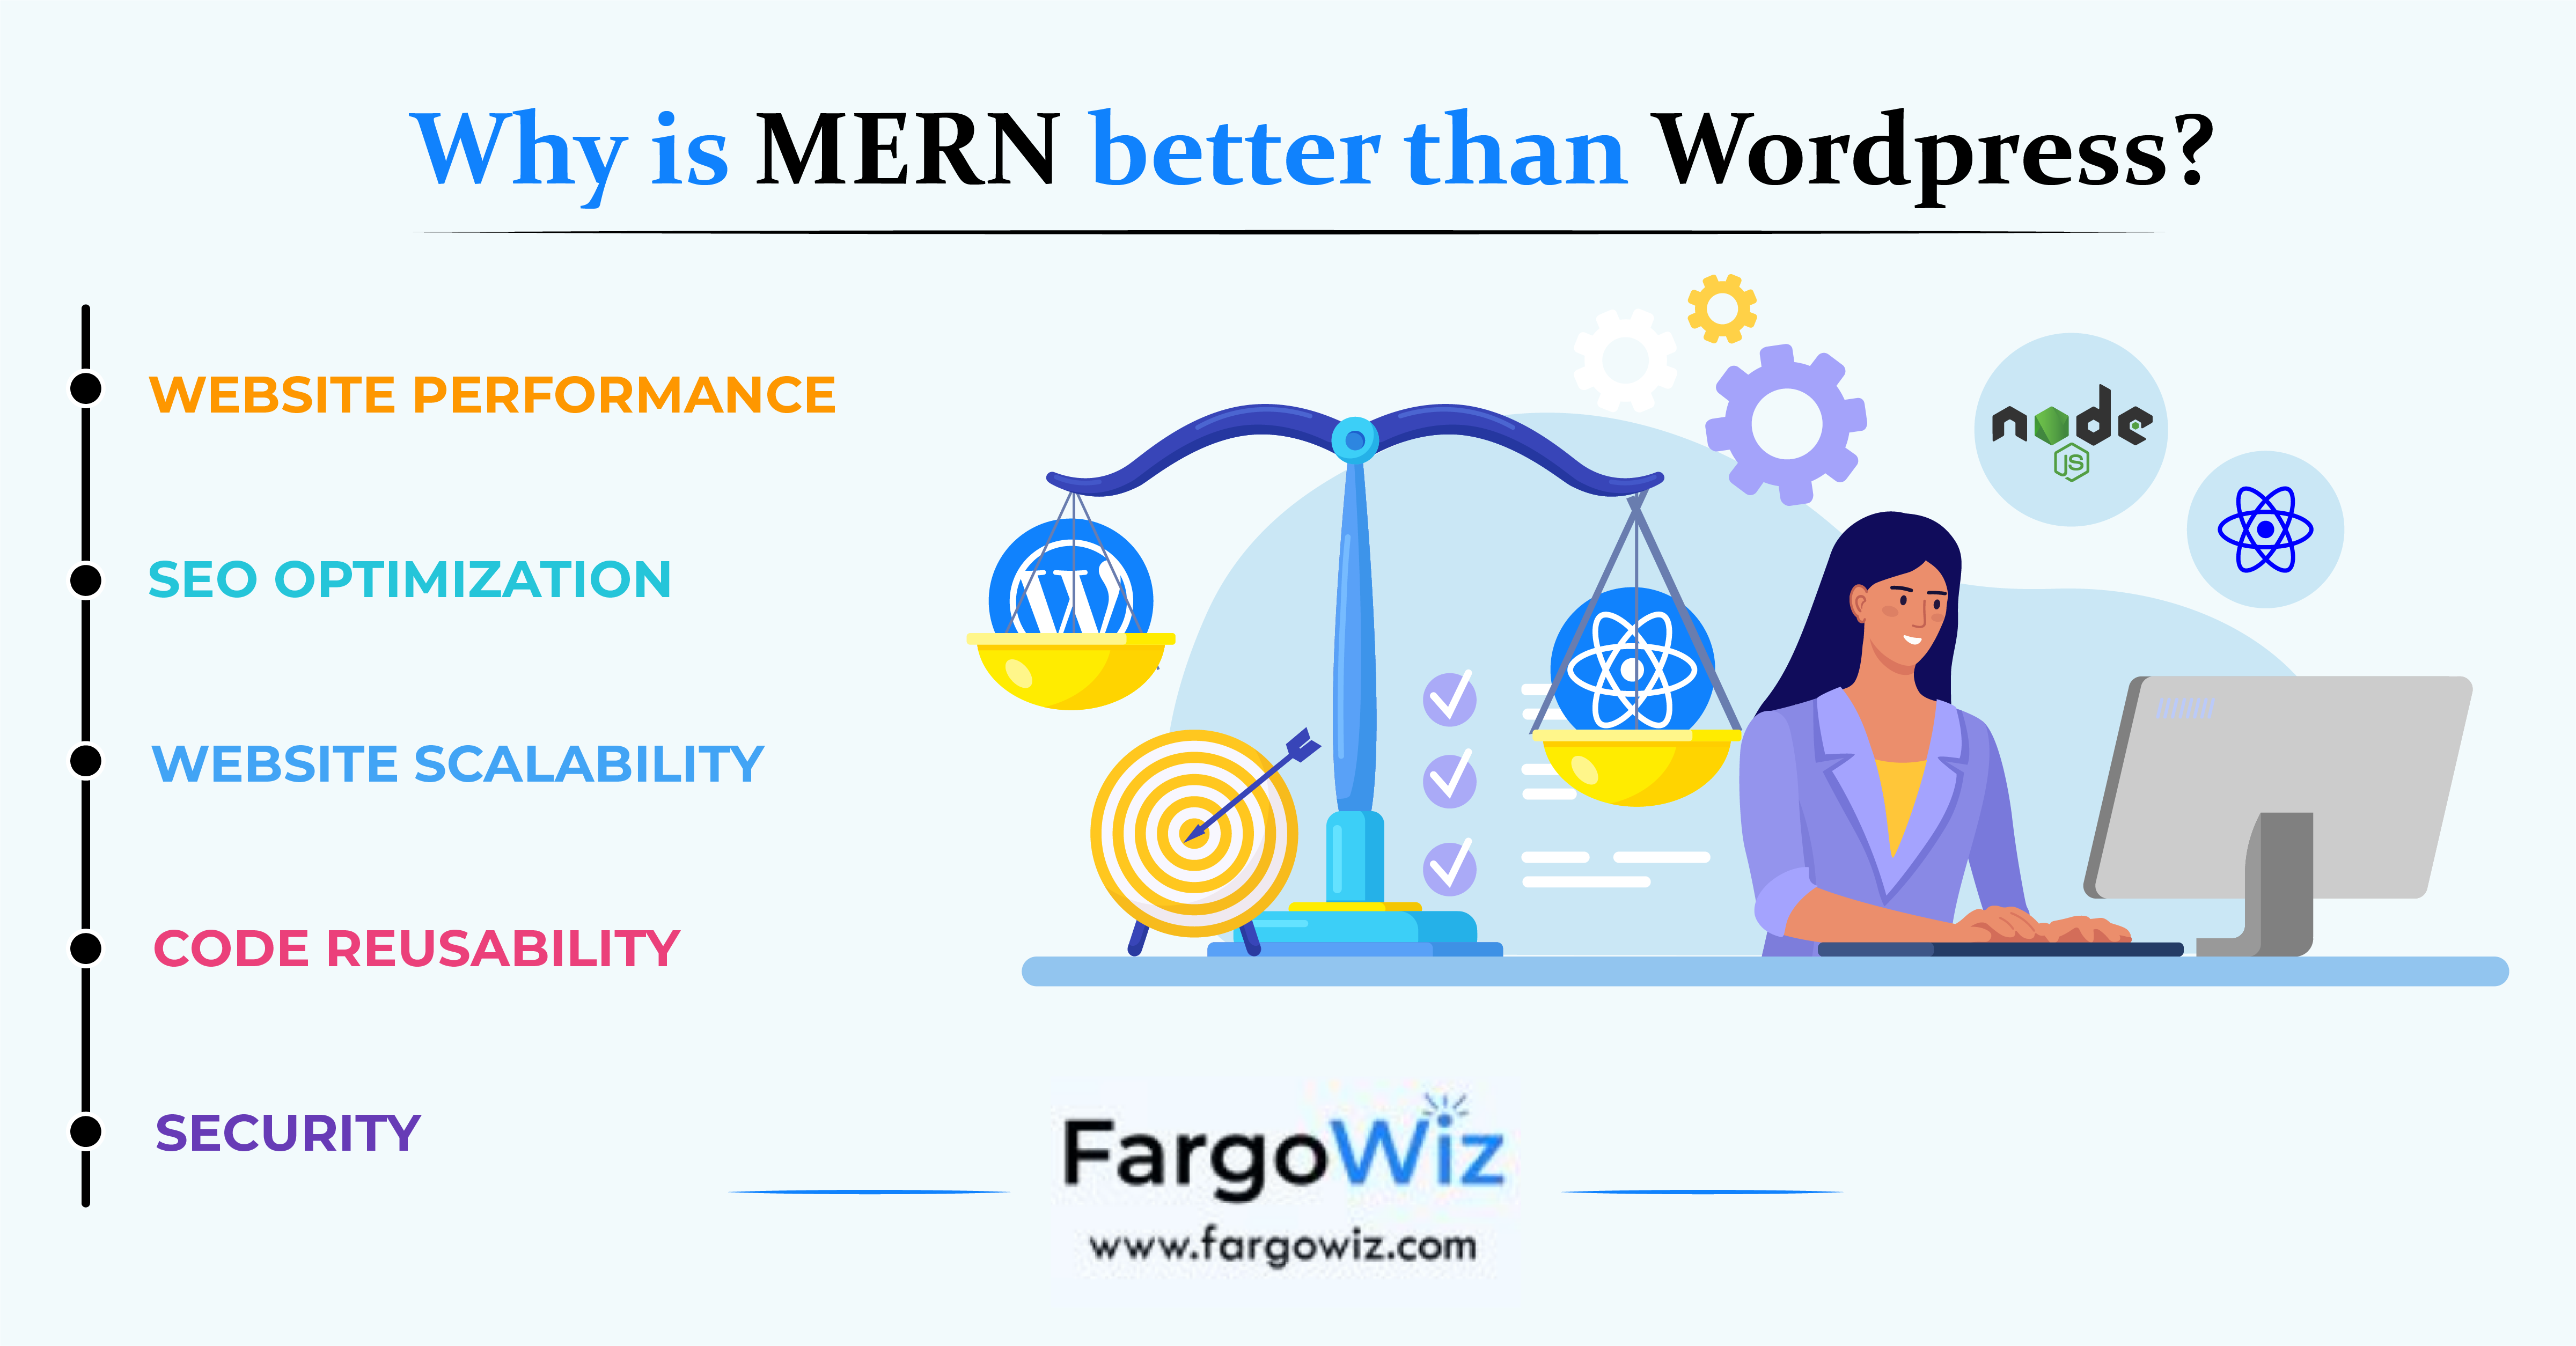 Why is MERN better than Wordpress?
WEBSITE PERFORMANCE
SEO OPTIMIZATION
WEBSITE SCALABILITY
CODE REUSABILITY
SECURITY
W
node
JS
FargoWiz
www.fargowiz.com